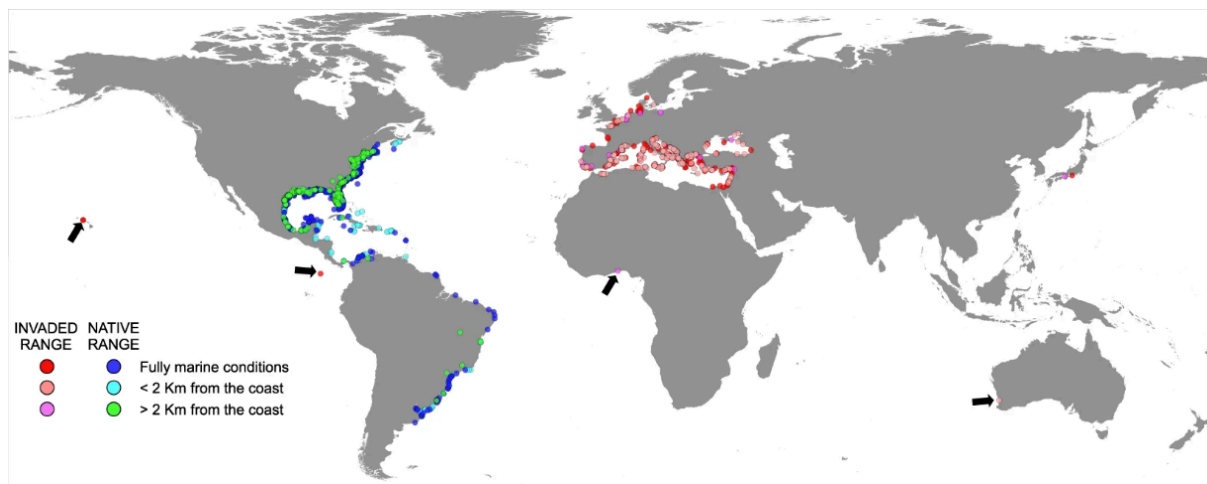 INVADED NATIVE
RANGE RANGE
Fully marine conditions
< 2 Km from the coast
> 2 Km from the coast